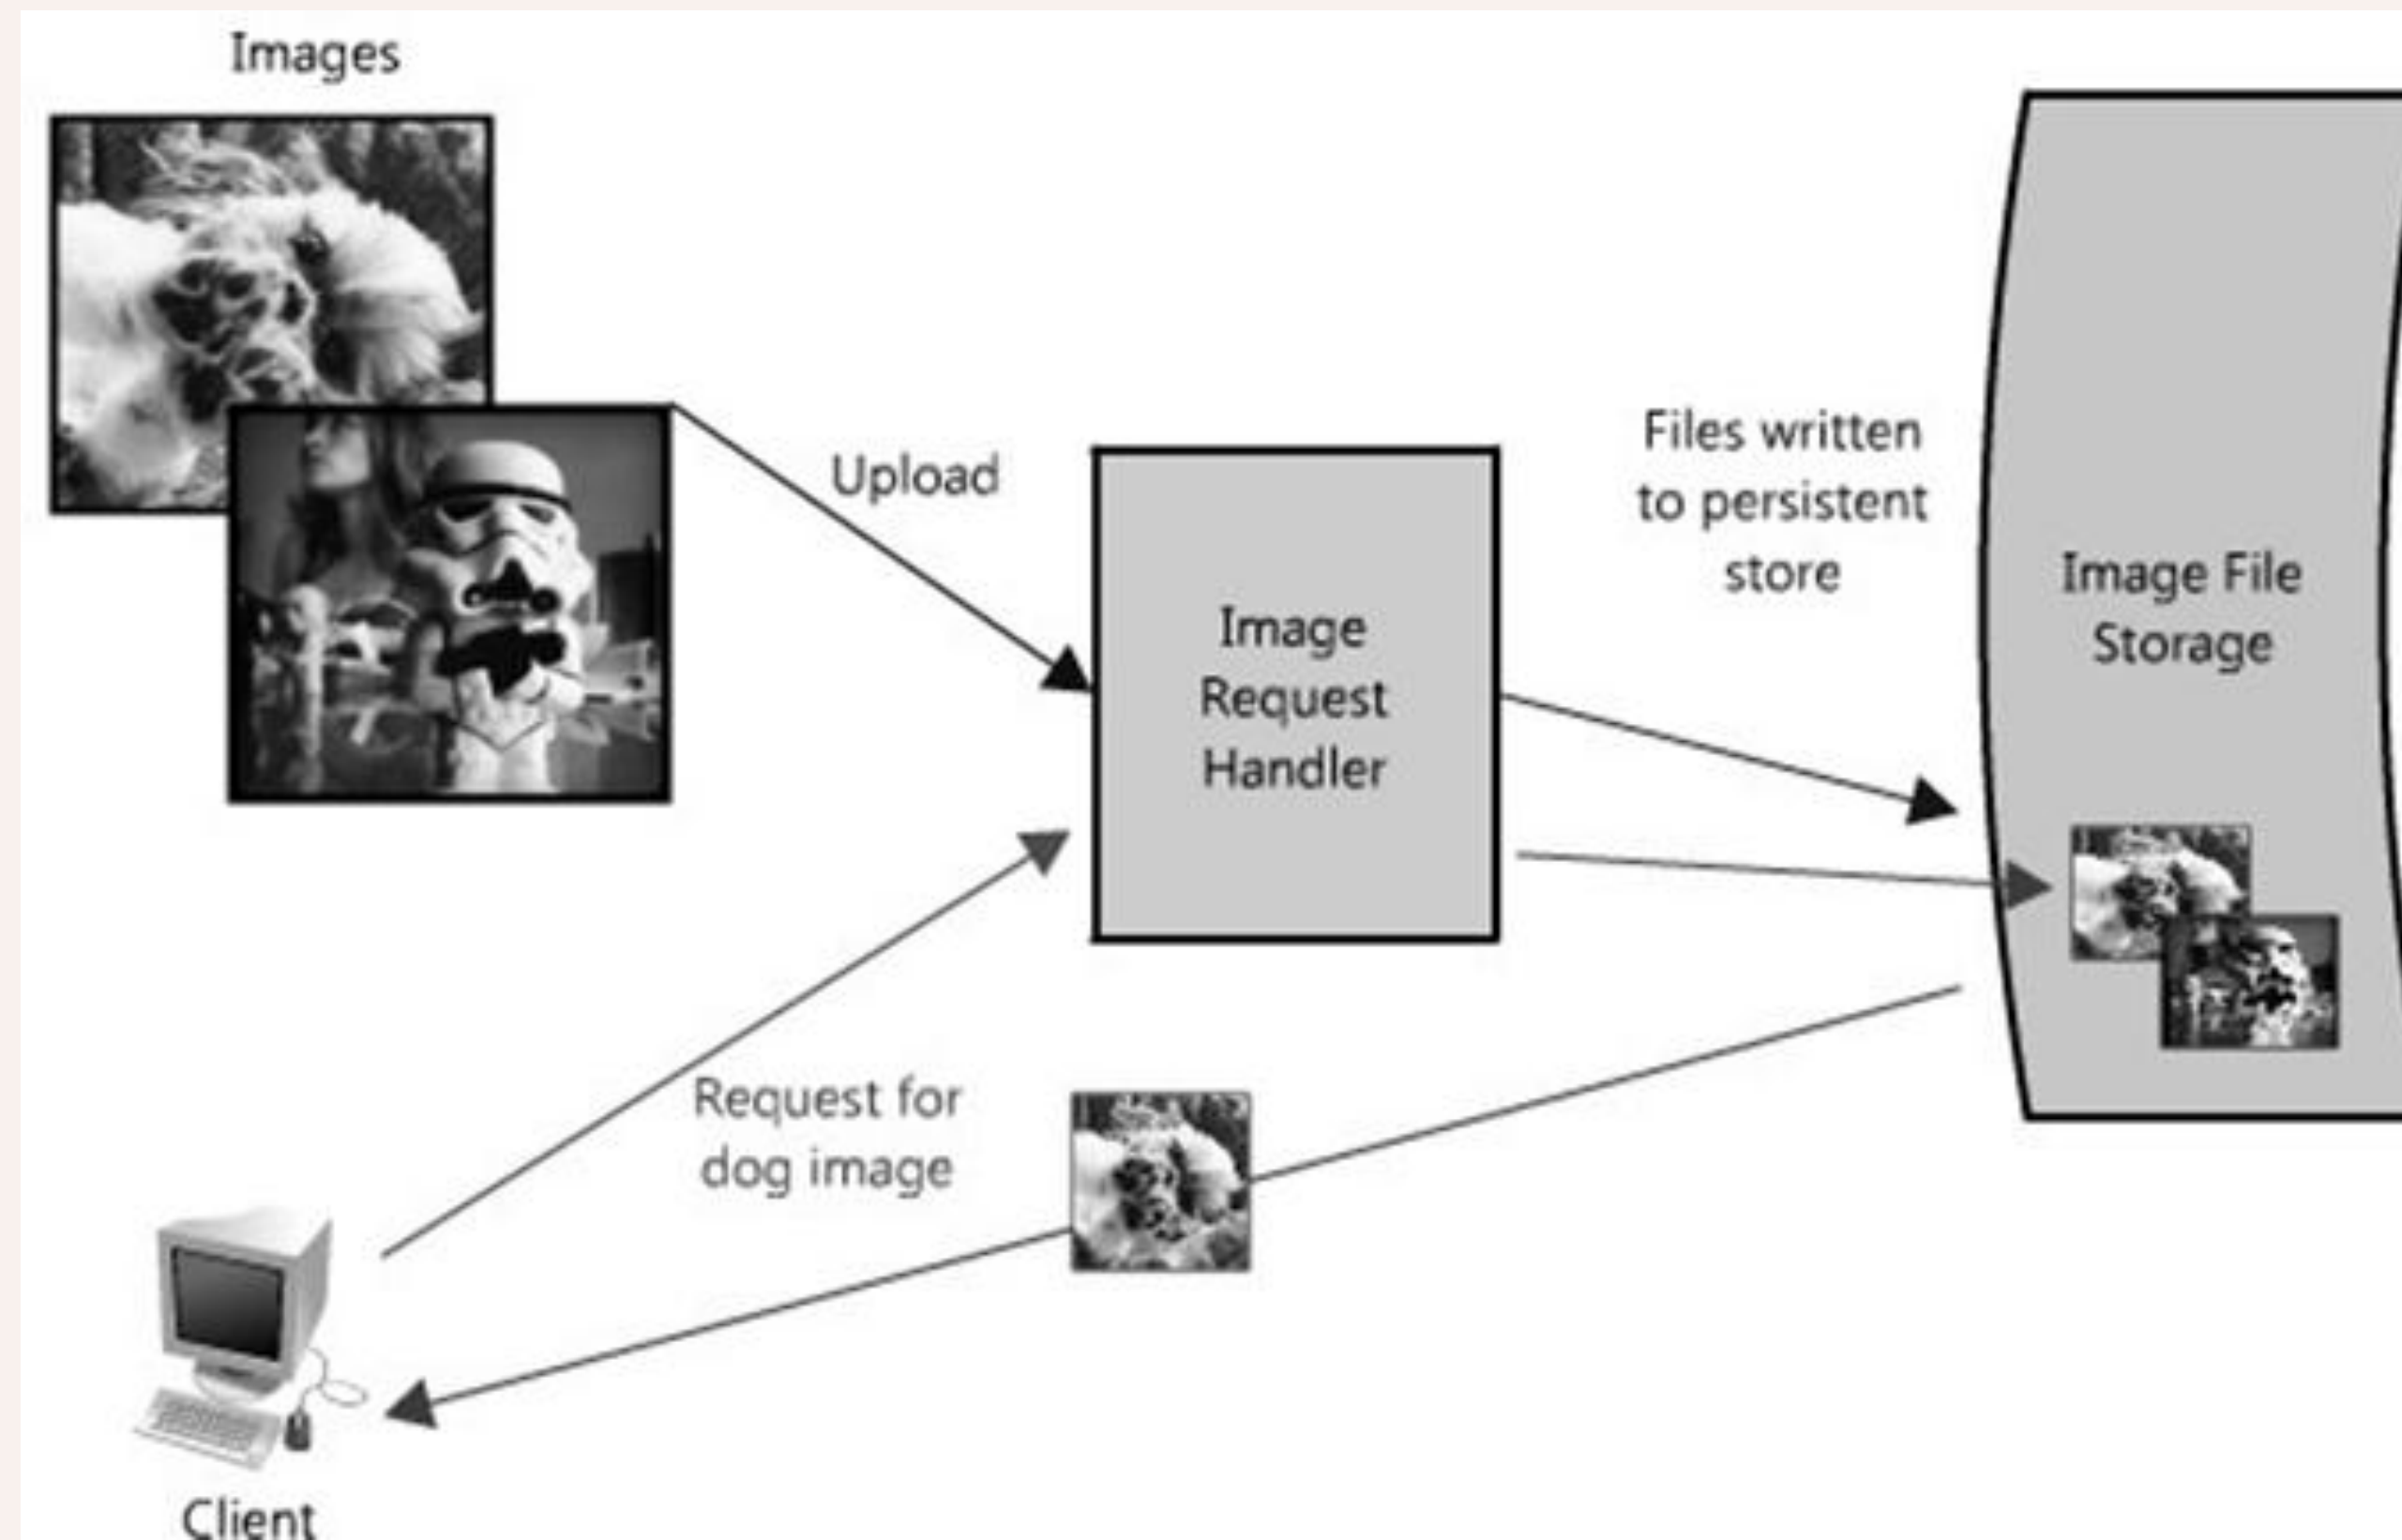 Images
Upload
Files written
to persistent
store
Image File
Storage
Image
Request
Handler
Request for
dog image
Client